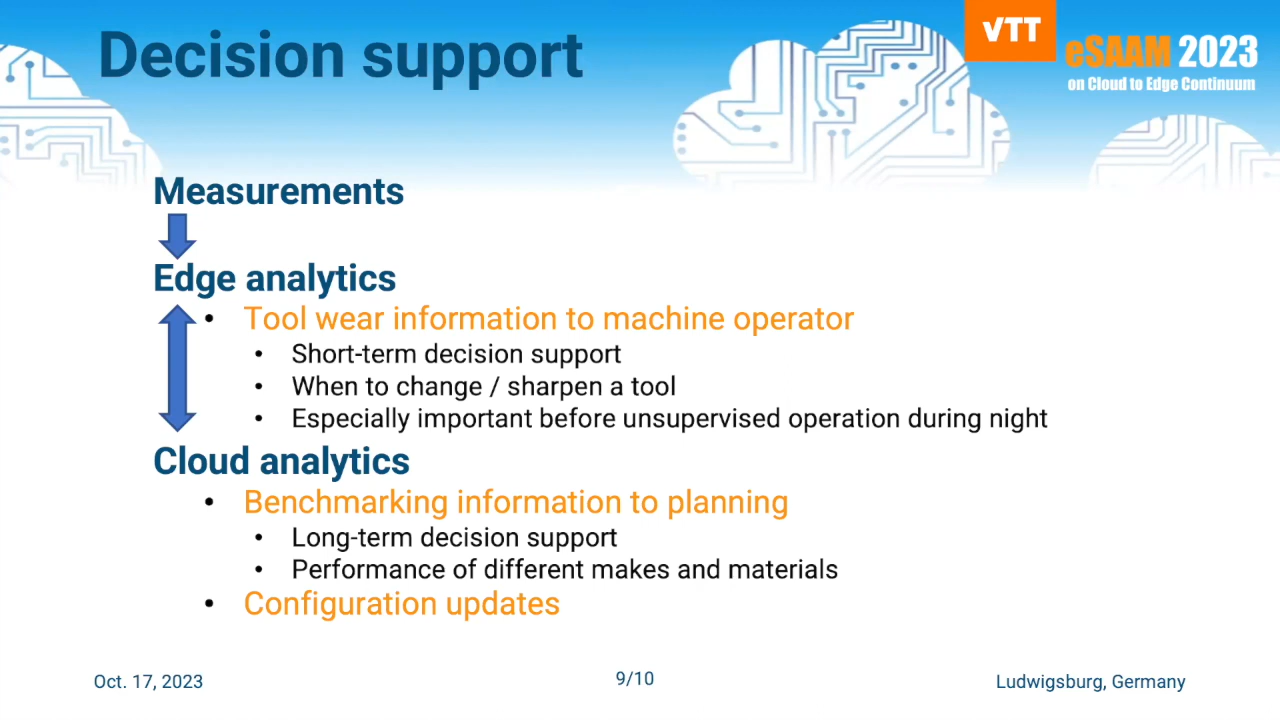 Decision support
VTT
eSAAM 2023
on Cloud to Edge Continuum
Measurements
Edge analytics
• Tool wear information to machine operator
• Short-term decision support
• When to change / sharpen a tool
• Especially important before unsupervised operation during night
Cloud analytics
• Benchmarking information to planning
• Long-term decision support
• Performance of different makes and materials
• Configuration updates
Oct. 17, 2023
9/10
Ludwigsburg, Germany